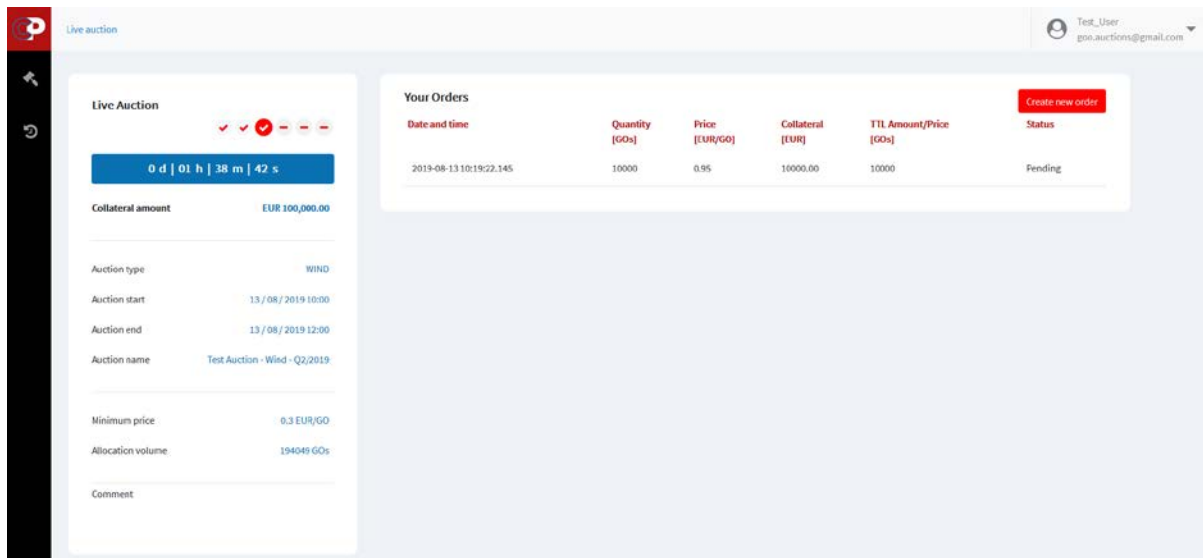 Live auction
Test_User
goo.auctions@gmail.com
Live Auction
0 d | 01 h | 38 m | 42 s
Collateral amount EUR 100,000.00
Auction type WIND
Auction start 13 / 08 / 2019 10:00
Auction end 13 / 08 / 2019 12:00
Auction name Test Auction - Wind - Q2/2019
Minimum price 0.3 EUR/GO
Allocation volume 194049 GOs
Comment
Your Orders
Create new order
Date and time Quantity Price Collateral TTL Amount/Price Status
[GOs] [EUR/GO] [EUR] [GOs]
2019-08-13 10:19:22.145 10000 0.95 10000.00 10000 Pending